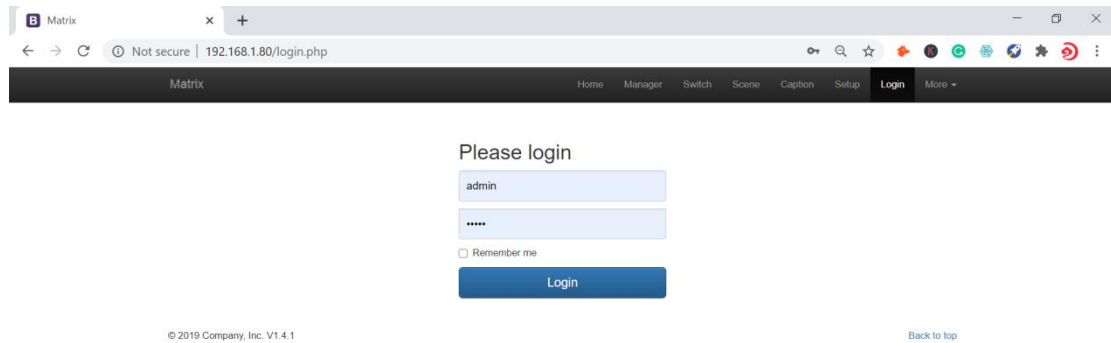 B Matrix
Not secure | 192.168.1.80/login.php
Matrix Home Manager Switch Scene Caption Setup Login More
Please login
admin
•••••
Remember me
Login
© 2019 Company, Inc. V1.4.1 Back to top